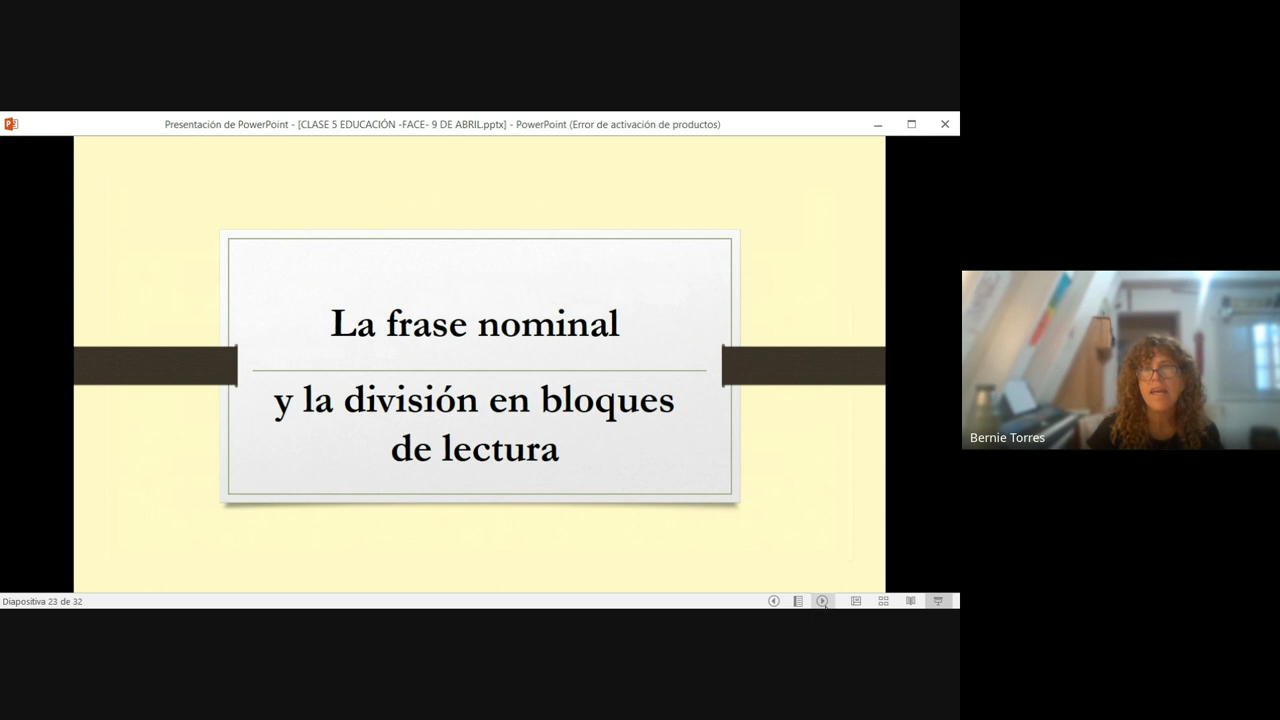 Presentación de PowerPoint - [CLASE 5 EDUCACIÓN -FACE- 9 DE ABRIL.pptx] - PowerPoint (Error de activación de productos)
La frase nominal
y la división en bloques
de lectura
Bernie Torres
Diapositiva 23 de 32